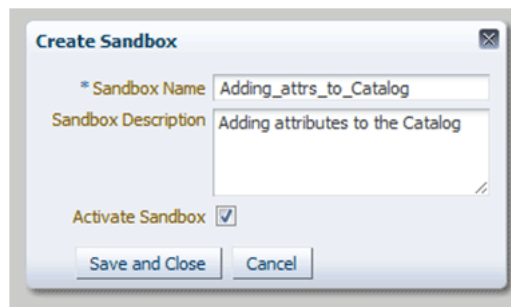 Create Sandbox
* Sandbox Name Adding_attrs_to_Catalog
Sandbox Description Adding attributes to the Catalog
Activate Sandbox
Save and Close Cancel